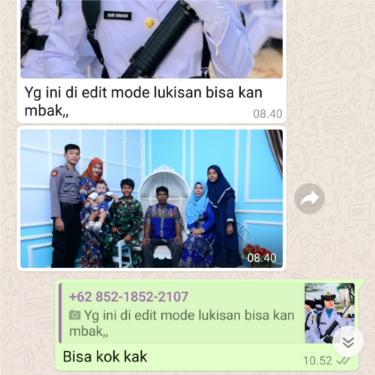 Yg ini di edit mode lukisan bisa kan
mbak,,
08.40
08.40
+62 852-1852-2107
Yg ini di edit mode lukisan bisa kan
mbak,,
Bisa kok kak
10.52